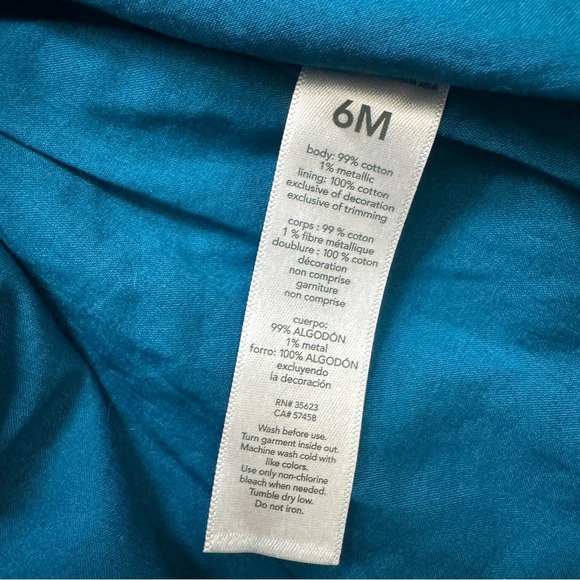 6M
body: 99% cotton
1% metallic
lining: 100% cotton
exclusive of decoration
exclusive of trimming
corps : 99 % coton
1 % fibre métallique
doublure : 100 % coton
décoration
non comprise
garniture
non comprise
cuerpo:
99% ALGODÓN
1% metal
forro: 100% ALGODÓN
excluyendo
la decoración
RN# 35623
CA# 57458
Wash before use.
Turn garment inside out.
Machine wash cold with
like colors.
Use only non-chlorine
bleach when needed.
Tumble dry low.
Do not iron.